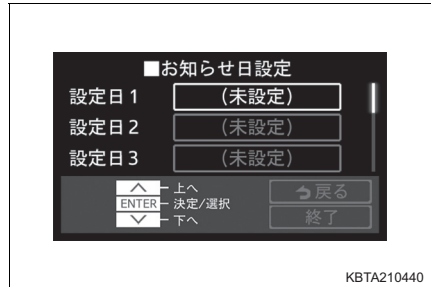 ■お知らせ日設定
設定日1 (未設定)
設定日2 (未設定)
設定日3 (未設定)
上へ
ENTER 決定/選択
下へ
戻る
終了
KBTA210440